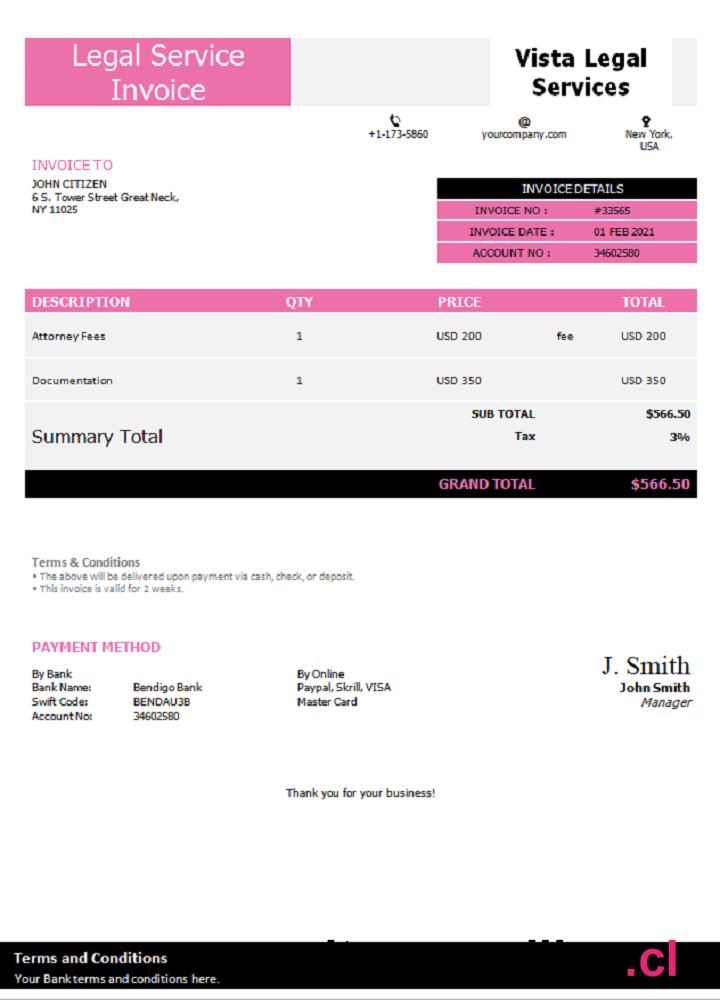 Legal Service
Invoice
Vista Legal
Services
+1-173-5860
@
yourcompany.com
New York,
USA
INVOICE TO
JOHN CITIZEN
6 S. Tower Street Great Neck,
NY 11025
INVOICE DETAILS
INVOICE NO : #33565
INVOICE DATE : 01 FEB 2021
ACCOUNT NO : 34602580
DESCRIPTION QTY PRICE TOTAL
Attorney Fees 1 USD 200 fee USD 200
Documentation 1 USD 350 USD 350
SUB TOTAL $566.50
Summary Total
Tax 3%
GRAND TOTAL $566.50
Terms & Conditions
• The above will be delivered upon payment via cash, check, or deposit.
• This invoice is valid for 2 weeks.
PAYMENT METHOD
By Bank
Bank Name: Bendigo Bank
Swift Code: BENDAU3B
Account No: 34602580
By Online
Paypal, Skrill, VISA
Master Card
J. Smith
John Smith
Manager
Thank you for your business!
Terms and Conditions
Your Bank terms and conditions here.
.cl